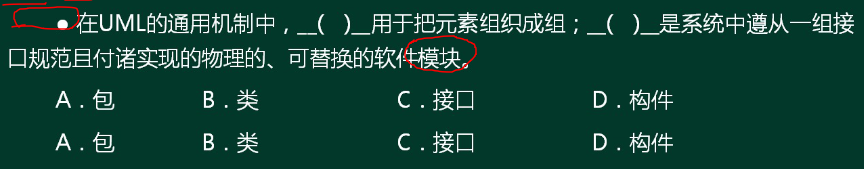 ● 在UML的通用机制中，__(   )__用于把元素组织成组；__(   )__是系统中遵从一组接
口规范且付诸实现的物理的、可替换的软件模块。
A．包 B．类 C．接口 D．构件
A．包 B．类 C．接口 D．构件